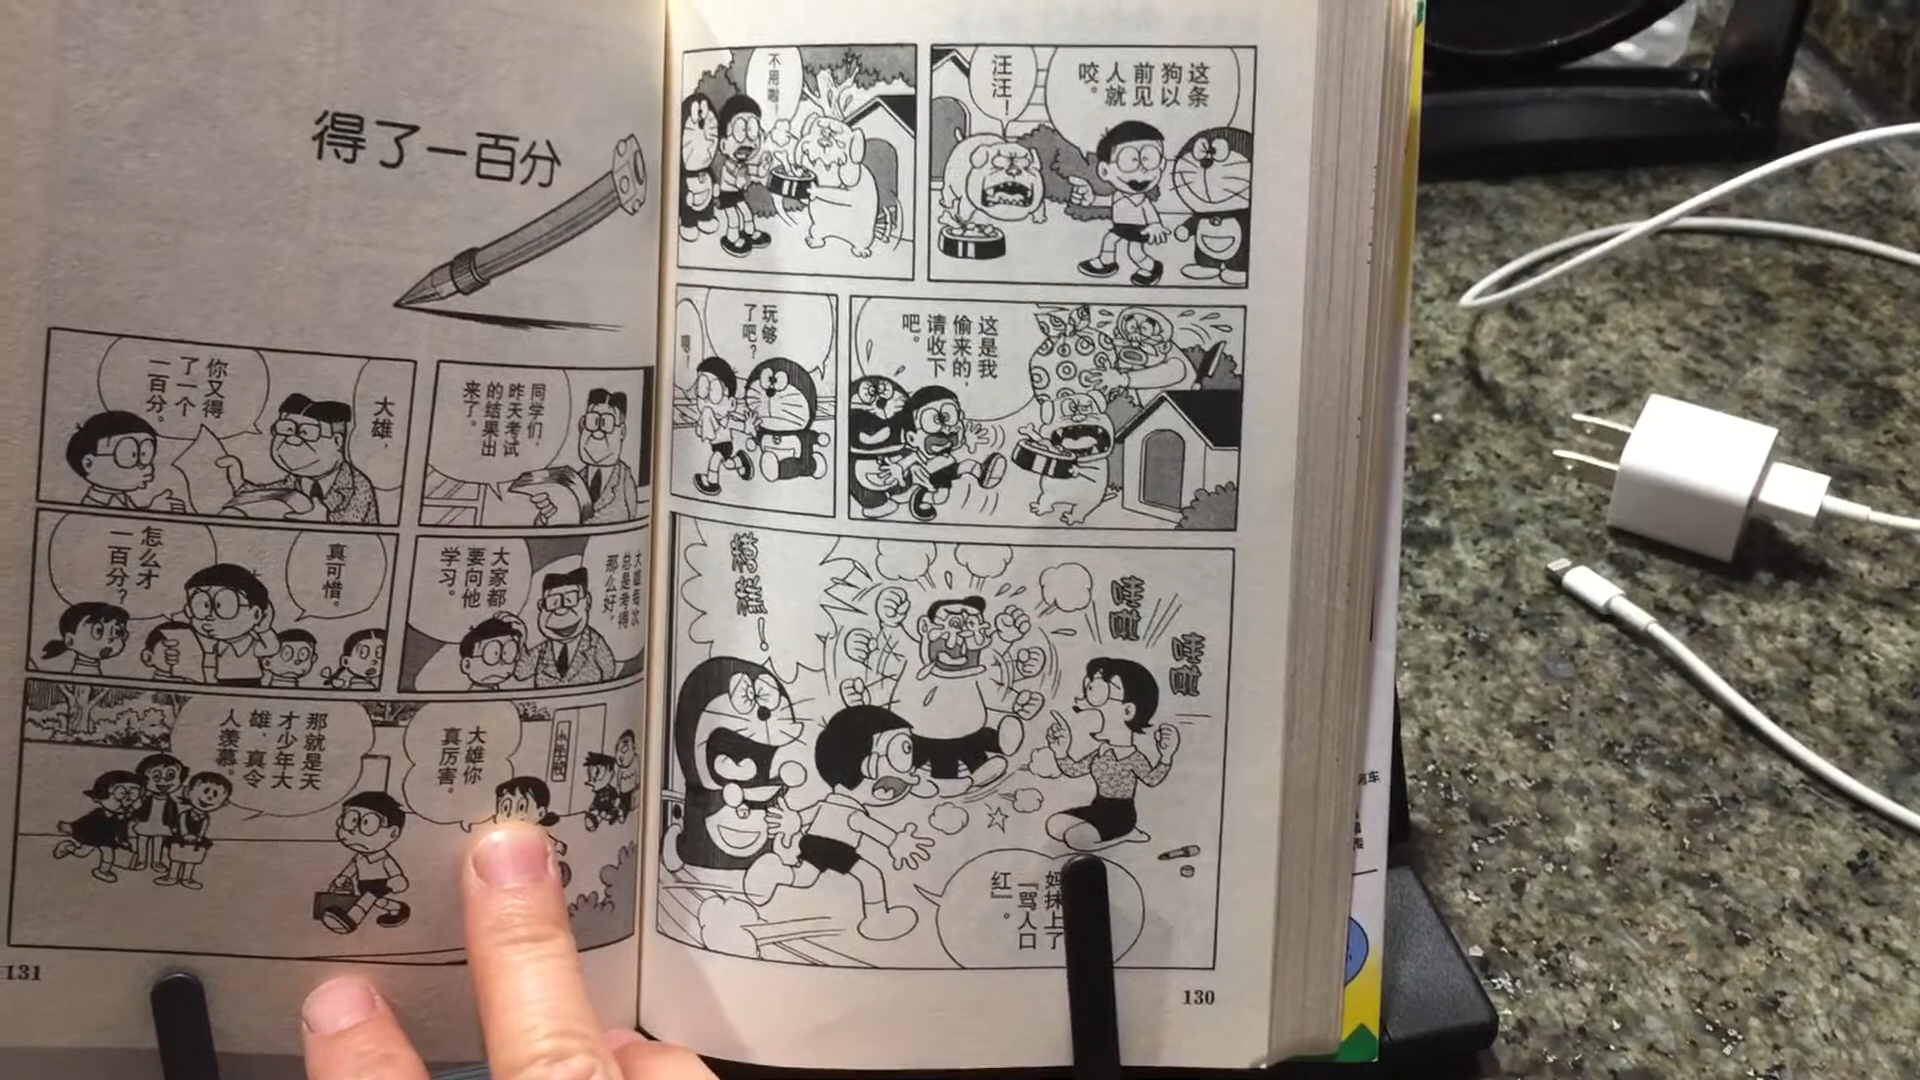 这条
狗以
前见
人就
咬。
汪
汪！
不用啦！
这是我
偷来的，
请收下
吧。
玩够
了吧？
嗯！
哇啦
哇啦
糟糕！
妈抹上了
『骂人口
红』。
130
得了一百分
同学们，
昨天考试
的结果出
来了。
大雄，
你又得
了一个
一百分。
大雄每次
总是考得
那么好，
大家都
要向他
学习。
真可惜。
怎么才
一百分？
大雄你
真厉害。
那就是天
才少年大
雄，真令
人羡慕。
131